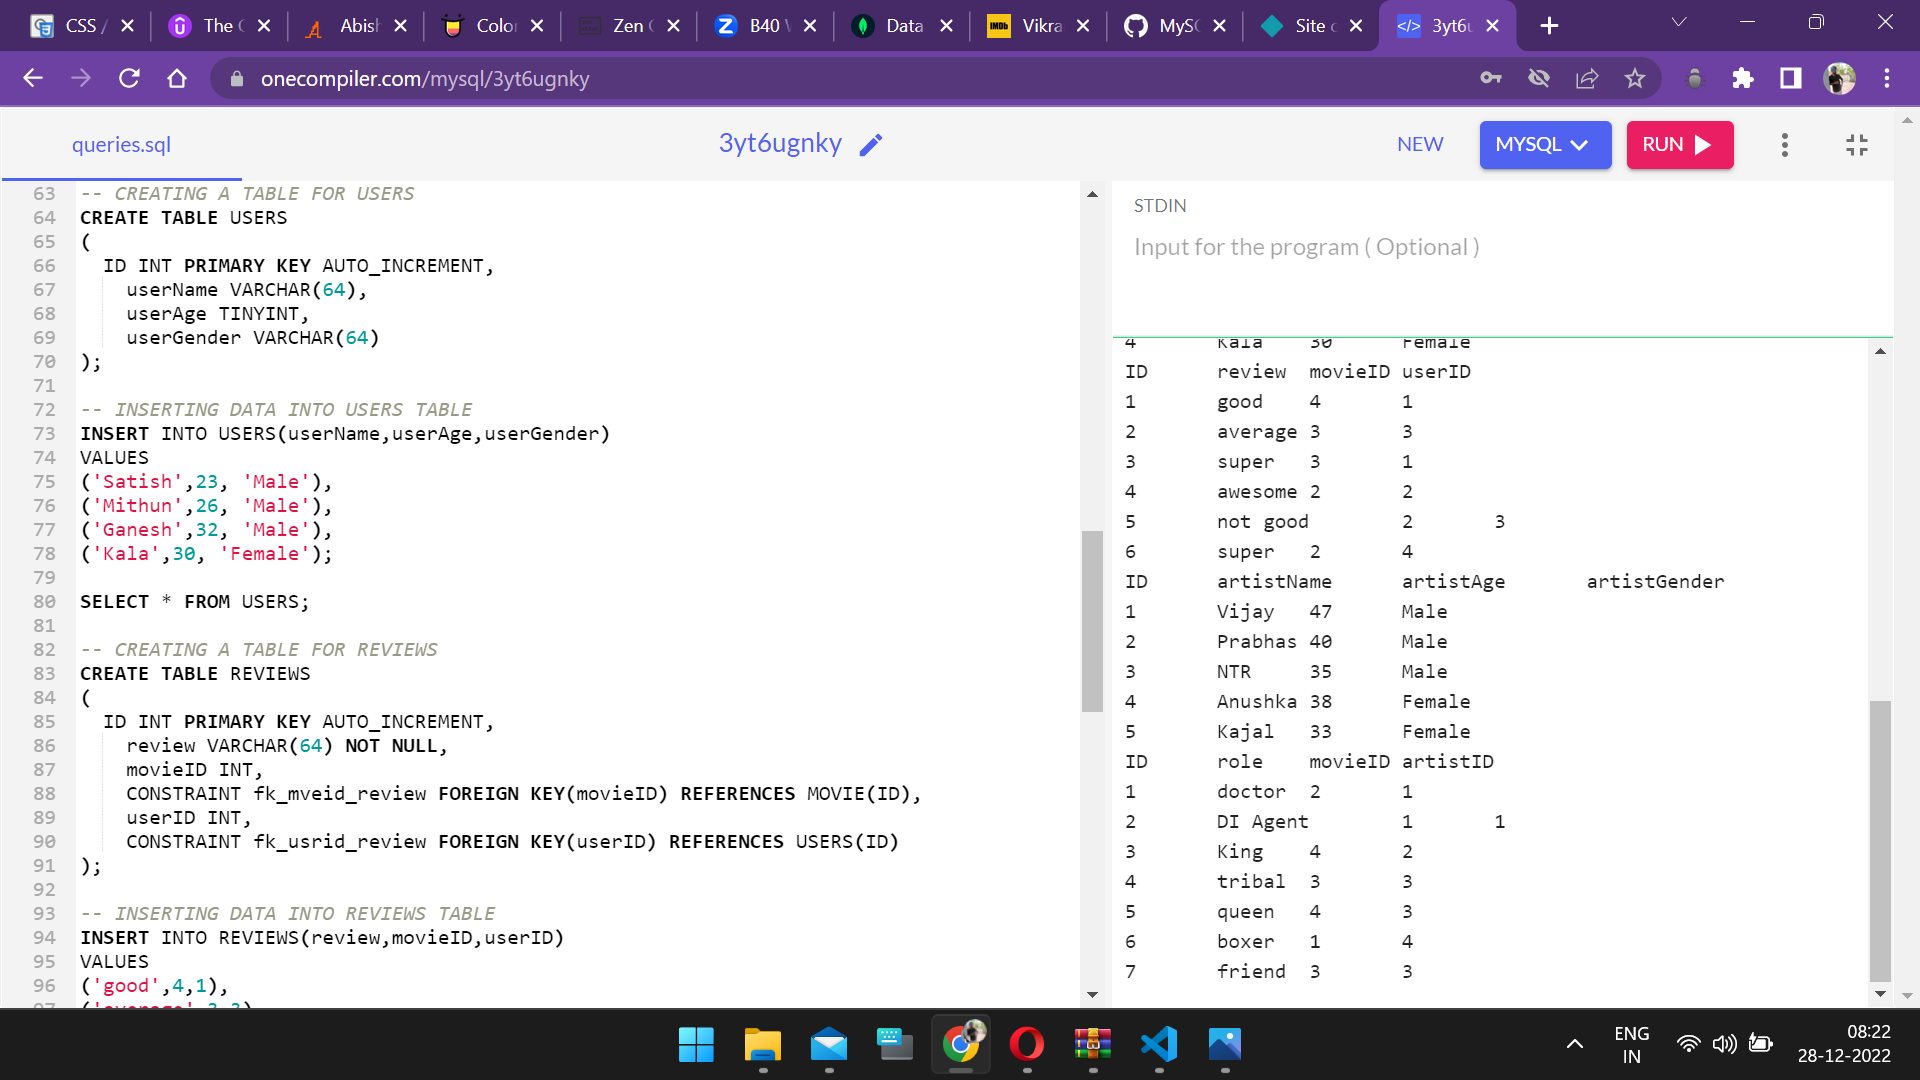 CSS /
The C
Abish
Color
Zen C
B40 V
Data
IMDb
Vikra
MySQ
Site c
3yt6u
onecompiler.com/mysql/3yt6ugnky
queries.sql
3yt6ugnky
NEW
MYSQL
RUN
63 -- CREATING A TABLE FOR USERS
64 CREATE TABLE USERS
65 (
66 ID INT PRIMARY KEY AUTO_INCREMENT,
67 userName VARCHAR(64),
68 userAge TINYINT,
69 userGender VARCHAR(64)
70 );
71
72 -- INSERTING DATA INTO USERS TABLE
73 INSERT INTO USERS(userName,userAge,userGender)
74 VALUES
75 ('Satish',23, 'Male'),
76 ('Mithun',26, 'Male'),
77 ('Ganesh',32, 'Male'),
78 ('Kala',30, 'Female');
79
80 SELECT * FROM USERS;
81
82 -- CREATING A TABLE FOR REVIEWS
83 CREATE TABLE REVIEWS
84 (
85 ID INT PRIMARY KEY AUTO_INCREMENT,
86 review VARCHAR(64) NOT NULL,
87 movieID INT,
88 CONSTRAINT fk_mveid_review FOREIGN KEY(movieID) REFERENCES MOVIE(ID),
89 userID INT,
90 CONSTRAINT fk_usrid_review FOREIGN KEY(userID) REFERENCES USERS(ID)
91 );
92
93 -- INSERTING DATA INTO REVIEWS TABLE
94 INSERT INTO REVIEWS(review,movieID,userID)
95 VALUES
96 ('good',4,1),
97 ('average',3,3)
STDIN
Input for the program ( Optional )
4 Kala 30 Female
ID review movieID userID
1 good 4 1
2 average 3 3
3 super 3 1
4 awesome 2 2
5 not good 2 3
6 super 2 4
ID artistName artistAge artistGender
1 Vijay 47 Male
2 Prabhas 40 Male
3 NTR 35 Male
4 Anushka 38 Female
5 Kajal 33 Female
ID role movieID artistID
1 doctor 2 1
2 DI Agent 1 1
3 King 4 2
4 tribal 3 3
5 queen 4 3
6 boxer 1 4
7 friend 3 3
ENG
IN
08:22
28-12-2022